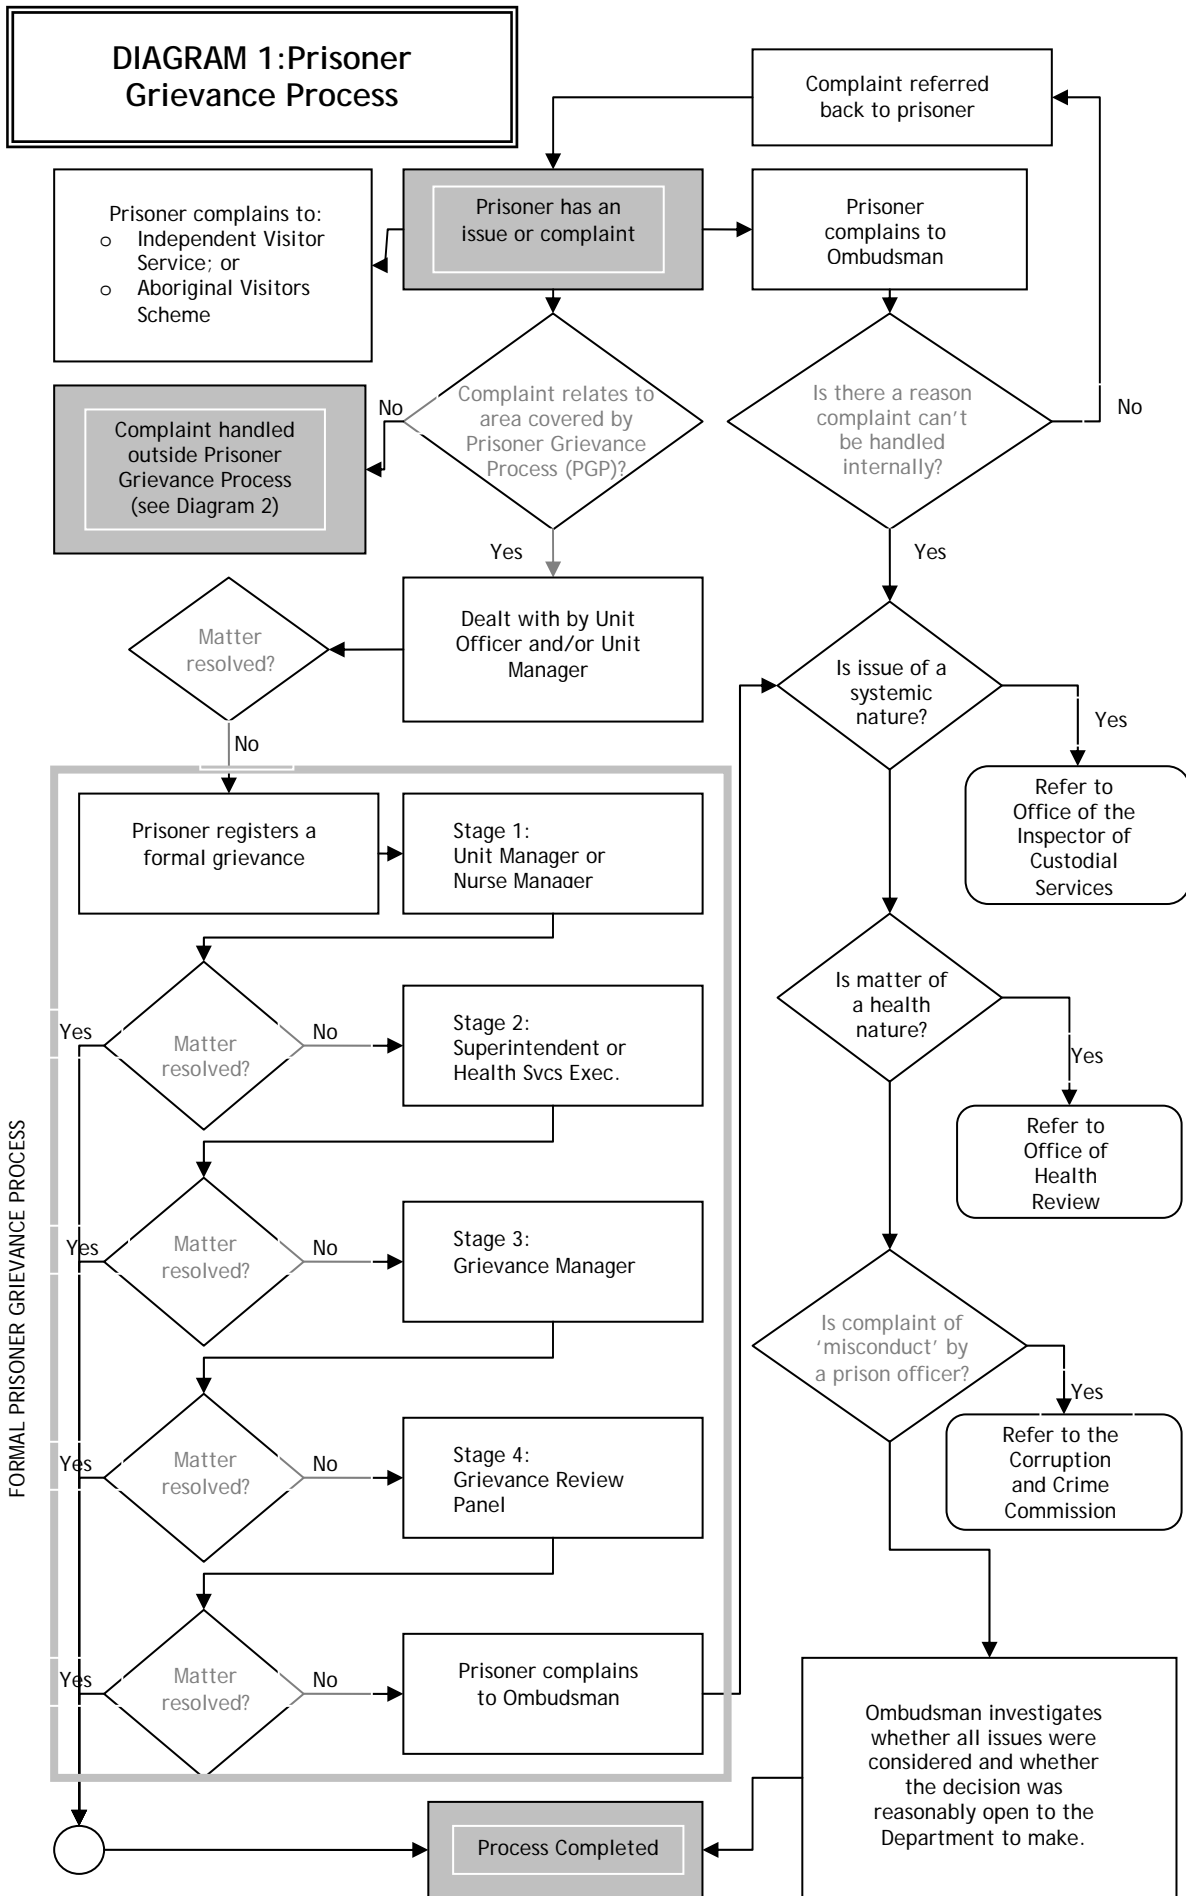 DIAGRAM 1:Prisoner
Grievance Process
Complaint referred
back to prisoner
Prisoner complains to:
o Independent Visitor
Service; or
o Aboriginal Visitors
Scheme
Prisoner has an
issue or complaint
Prisoner
complains to
Ombudsman
Complaint handled
outside Prisoner
Grievance Process
(see Diagram 2)
No
Complaint relates to
area covered by
Prisoner Grievance
Process (PGP)?
Is there a reason
complaint can't
be handled
internally?
No
Yes
Yes
Matter
resolved?
Dealt with by Unit
Officer and/or Unit
Manager
Is issue of a
systemic
nature?
Yes
No
Refer to
Office of the
Inspector of
Custodial
Services
Prisoner registers a
formal grievance
Stage 1:
Unit Manager or
Nurse Manager
Is matter of
a health
nature?
Yes
Yes
Matter
resolved?
No
Stage 2:
Superintendent or
Health Svcs Exec.
Refer to
Office of
Health
Review
FORMAL PRISONER GRIEVANCE PROCESS
Yes
Matter
resolved?
No
Stage 3:
Grievance Manager
Is complaint of
‘misconduct’ by
a prison officer?
Yes
Yes
Matter
resolved?
No
Stage 4:
Grievance Review
Panel
Refer to the
Corruption
and Crime
Commission
Yes
Matter
resolved?
No
Prisoner complains
to Ombudsman
Ombudsman investigates
whether all issues were
considered and whether
the decision was
reasonably open to the
Department to make.
Process Completed